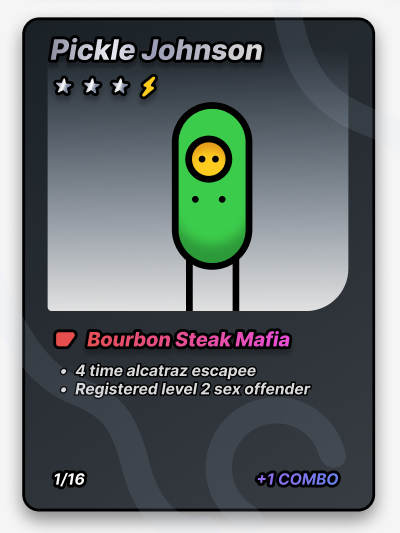 Pickle Johnson
Bourbon Steak Mafia
• 4 time alcatraz escapee
• Registered level 2 sex offender
1/16
+1 COMBO